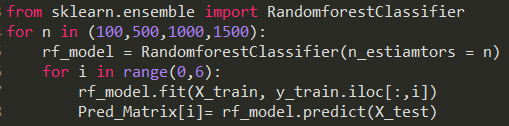 from sklearn.ensemble import RandomforestClassifier
for n in (100,500,1000,1500):
rf_model = RandomforestClassifier(n_estiamtors = n)
for i in range(0,6):
rf_model.fit(X_train, y_train.iloc[:,i])
Pred_Matrix[i]= rf_model.predict(X_test)